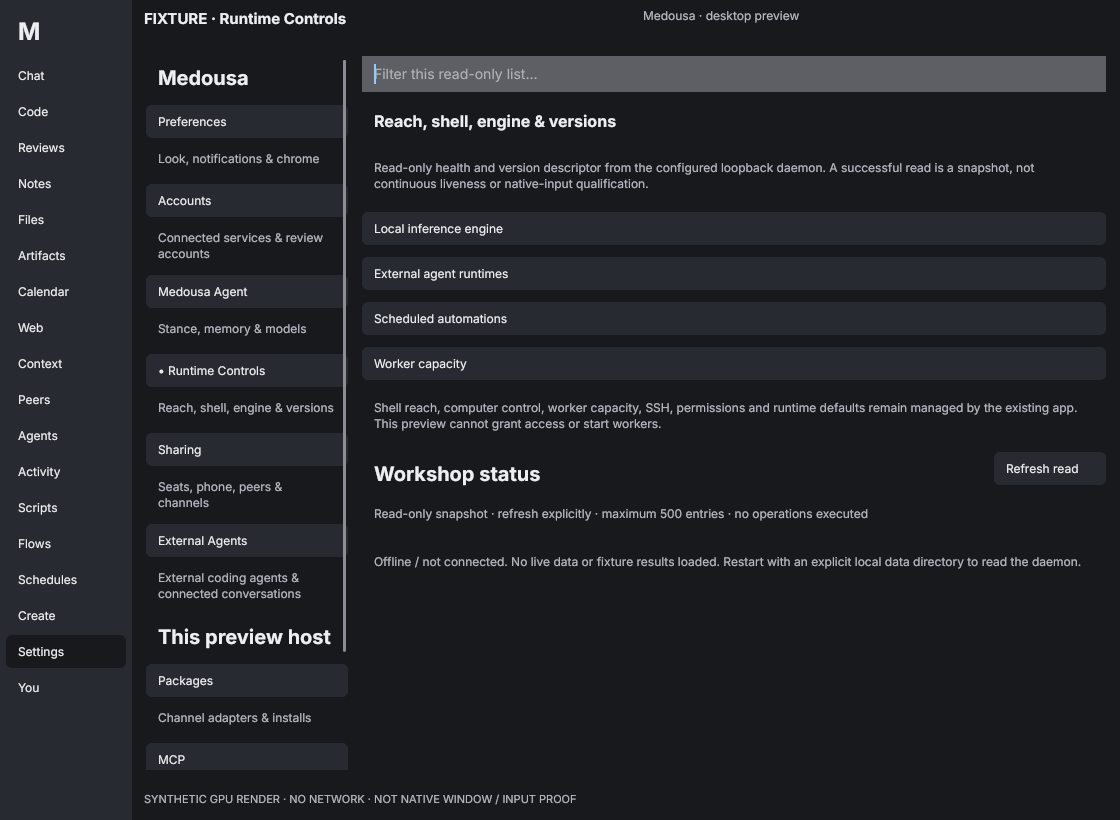 M
Chat
Code
Reviews
Notes
Files
Artifacts
Calendar
Web
Context
Peers
Agents
Activity
Scripts
Flows
Schedules
Create
Settings
You
FIXTURE · Runtime Controls
Medousa · desktop preview
Medousa
Preferences
Look, notifications & chrome
Accounts
Connected services & review
accounts
Medousa Agent
Stance, memory & models
• Runtime Controls
Reach, shell, engine & versions
Sharing
Seats, phone, peers &
channels
External Agents
External coding agents &
connected conversations
This preview host
Packages
Channel adapters & installs
MCP
Filter this read-only list...
Reach, shell, engine & versions
Read-only health and version descriptor from the configured loopback daemon. A successful read is a snapshot, not
continuous liveness or native-input qualification.
Local inference engine
External agent runtimes
Scheduled automations
Worker capacity
Shell reach, computer control, worker capacity, SSH, permissions and runtime defaults remain managed by the existing app.
This preview cannot grant access or start workers.
Workshop status
Refresh read
Read-only snapshot · refresh explicitly · maximum 500 entries · no operations executed
Offline / not connected. No live data or fixture results loaded. Restart with an explicit local data directory to read the daemon.
SYNTHETIC GPU RENDER · NO NETWORK · NOT NATIVE WINDOW / INPUT PROOF